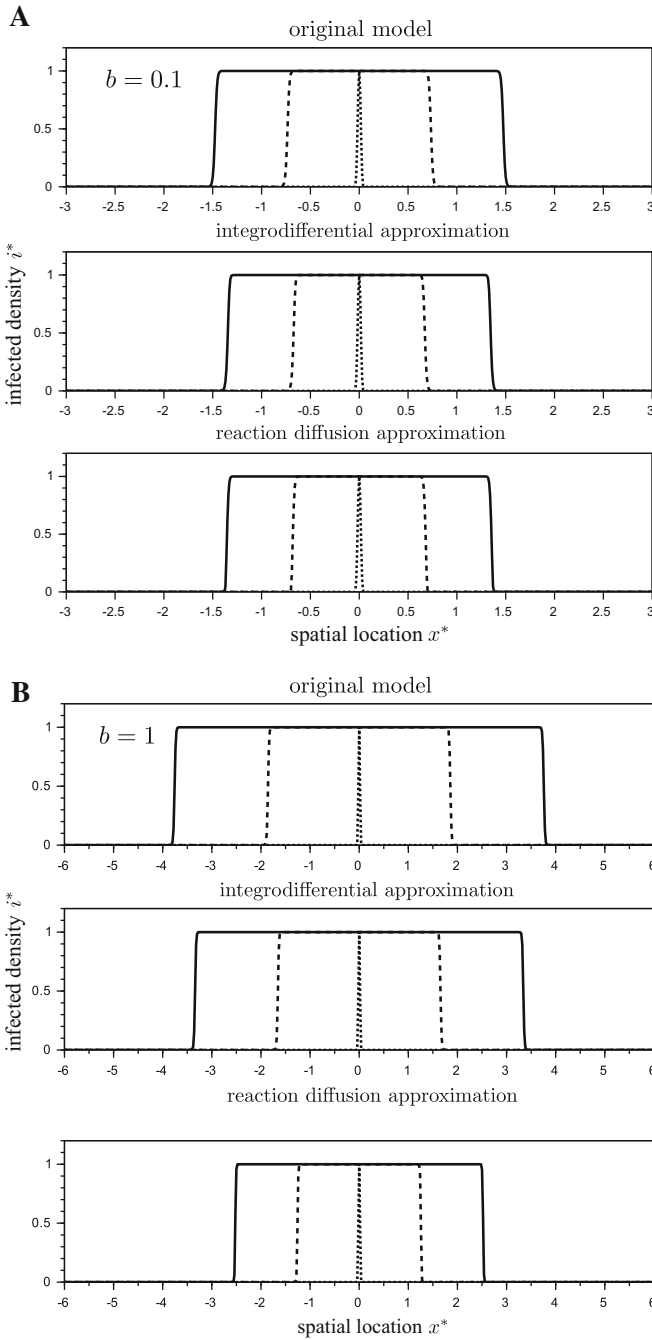 A
original model
b = 0.1
1
0.5
0
-3 -2.5 -2 -1.5 -1 -0.5 0 0.5 1 1.5 2 2.5 3
integrodifferential approximation
1
0.5
0
-3 -2.5 -2 -1.5 -1 -0.5 0 0.5 1 1.5 2 2.5 3
infected density i*
reaction diffusion approximation
1
0.5
0
-3 -2.5 -2 -1.5 -1 -0.5 0 0.5 1 1.5 2 2.5 3
spatial location x*
B
original model
b = 1
1
0.5
0
-6 -5 -4 -3 -2 -1 0 1 2 3 4 5 6
integrodifferential approximation
1
0.5
0
-6 -5 -4 -3 -2 -1 0 1 2 3 4 5 6
infected density i*
reaction diffusion approximation
1
0.5
0
-6 -5 -4 -3 -2 -1 0 1 2 3 4 5 6
spatial location x*